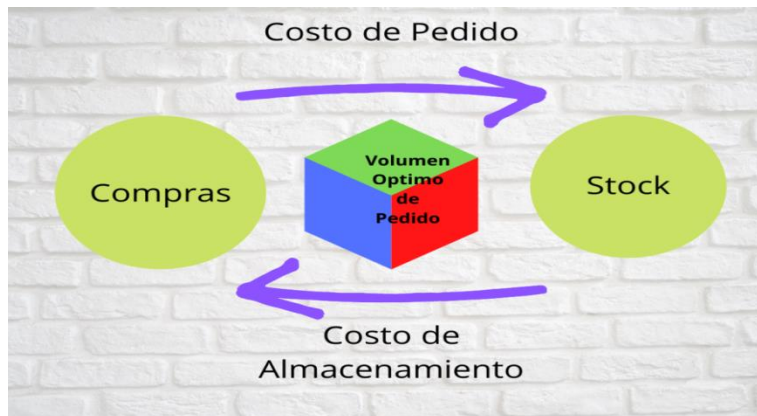 Costo de Pedido
Compras
Volumen
Optimo
de
Pedido
Stock
Costo de
Almacenamiento